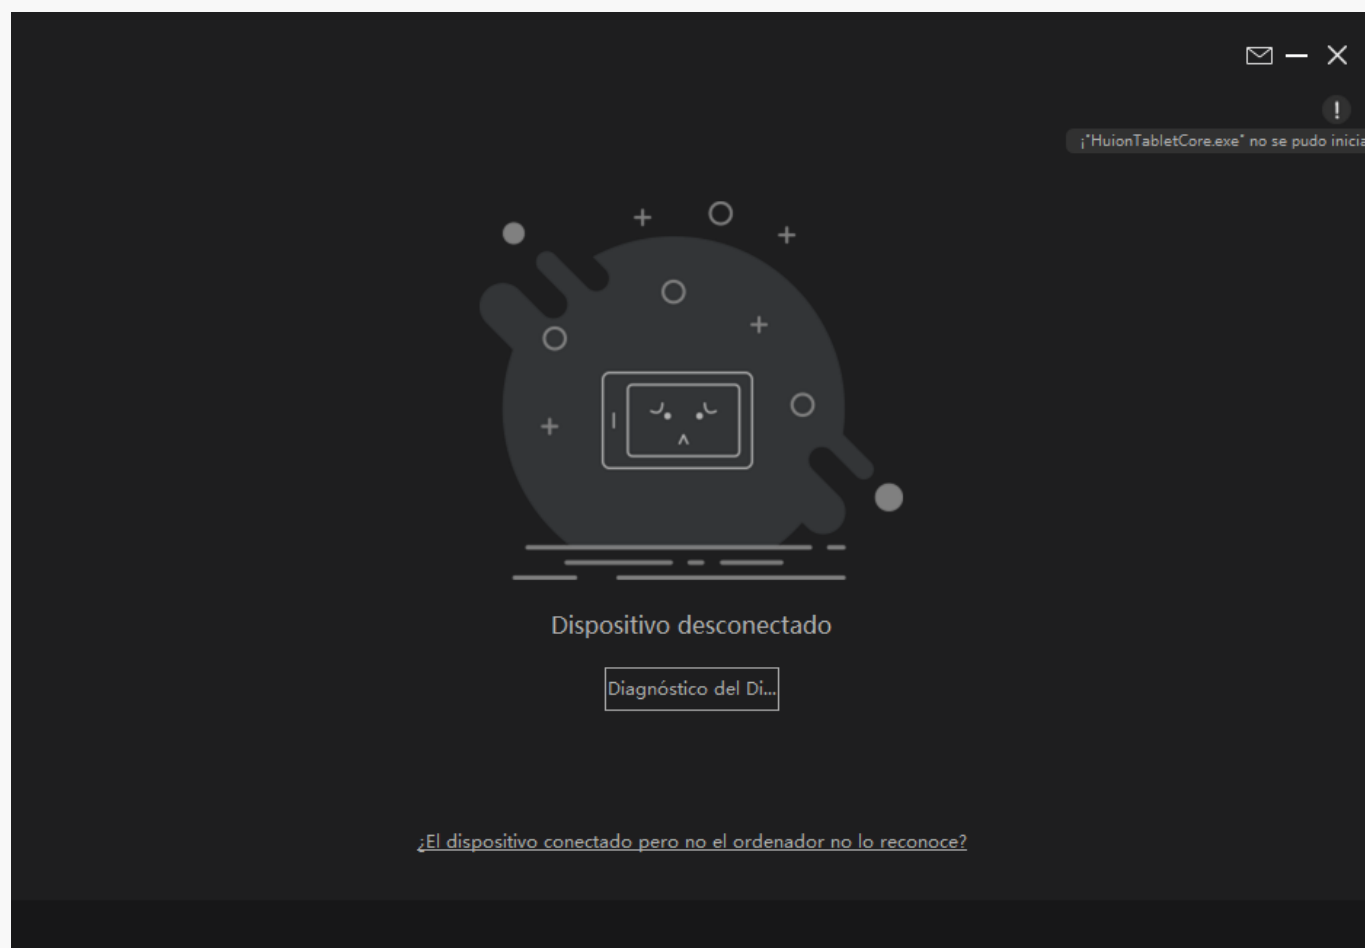 ¡"HuionTabletCore.exe" no se pudo inicia
Dispositivo desconectado
Diagnóstico del Di...
¿El dispositivo conectado pero no el ordenador no lo reconoce?